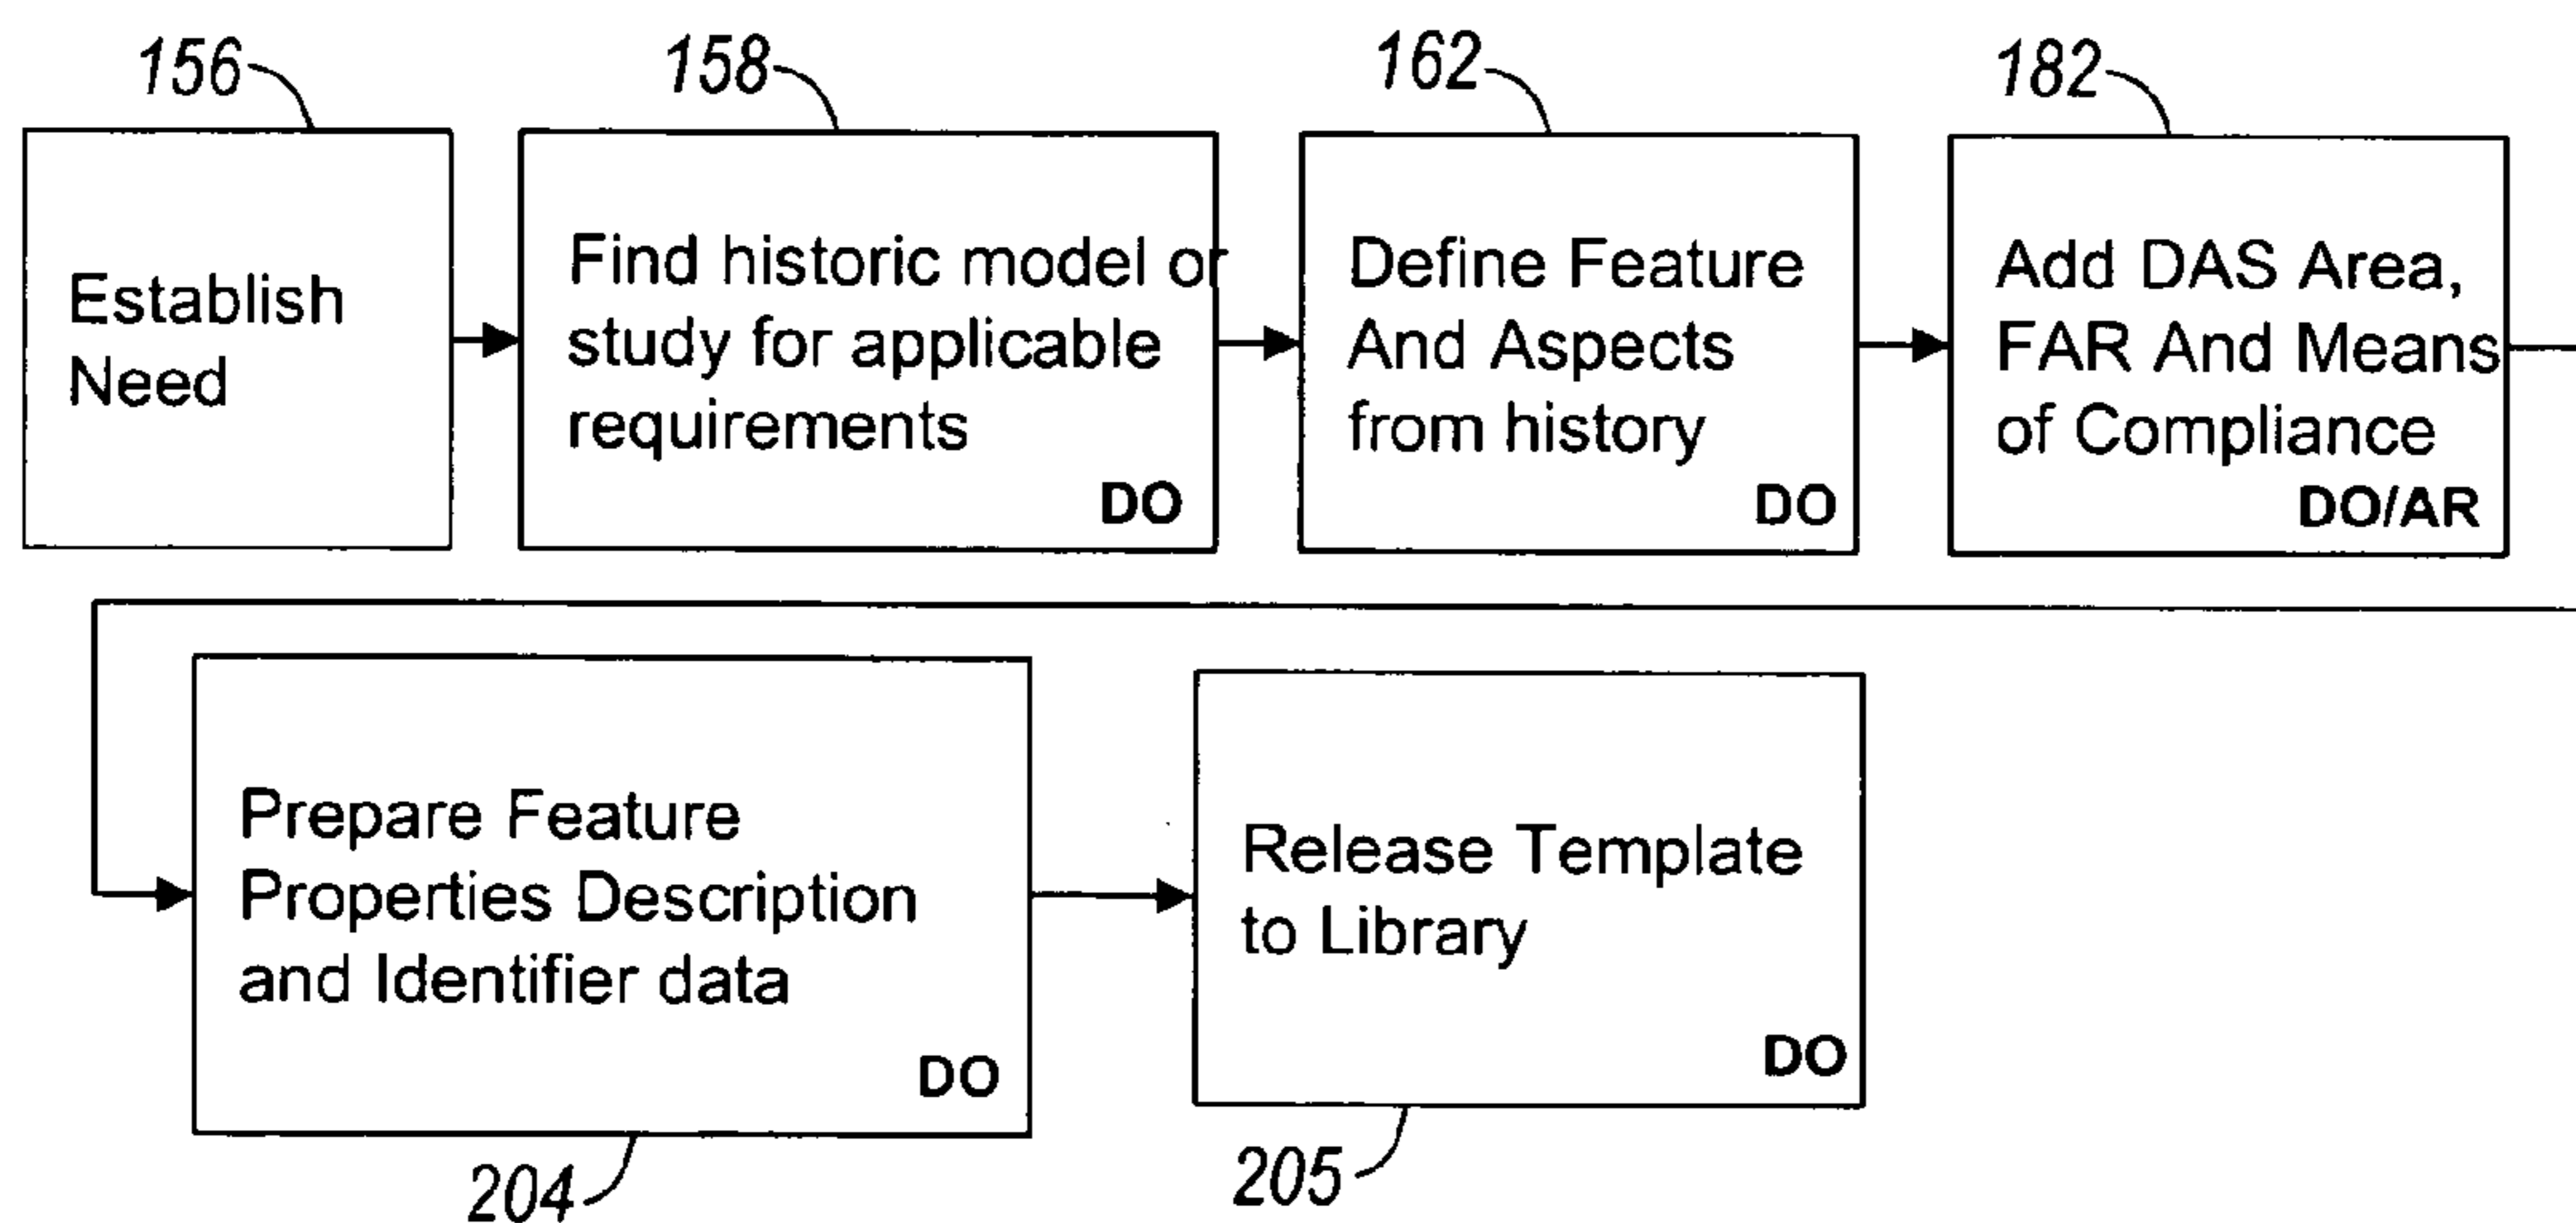 156
158
162
182
Establish
Need
Find historic model or
study for applicable
requirements
DO
Define Feature
And Aspects
from history
DO
Add DAS Area,
FAR And Means
of Compliance
DO/AR
Prepare Feature
Properties Description
and Identifier data
DO
Release Template
to Library
DO
204
205